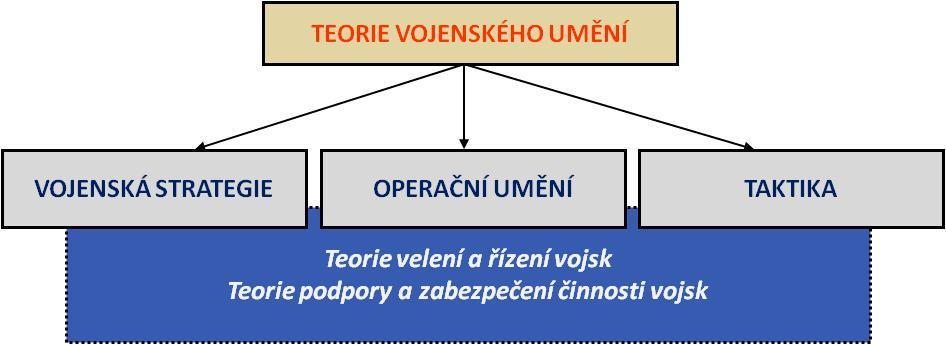 TEORIE VOJENSKÉHO UMĚNÍ
VOJENSKÁ STRATEGIE
OPERAČNÍ UMĚNÍ
TAKTIKA
Teorie velení a řízení vojsk
Teorie podpory a zabezpečení činnosti vojsk